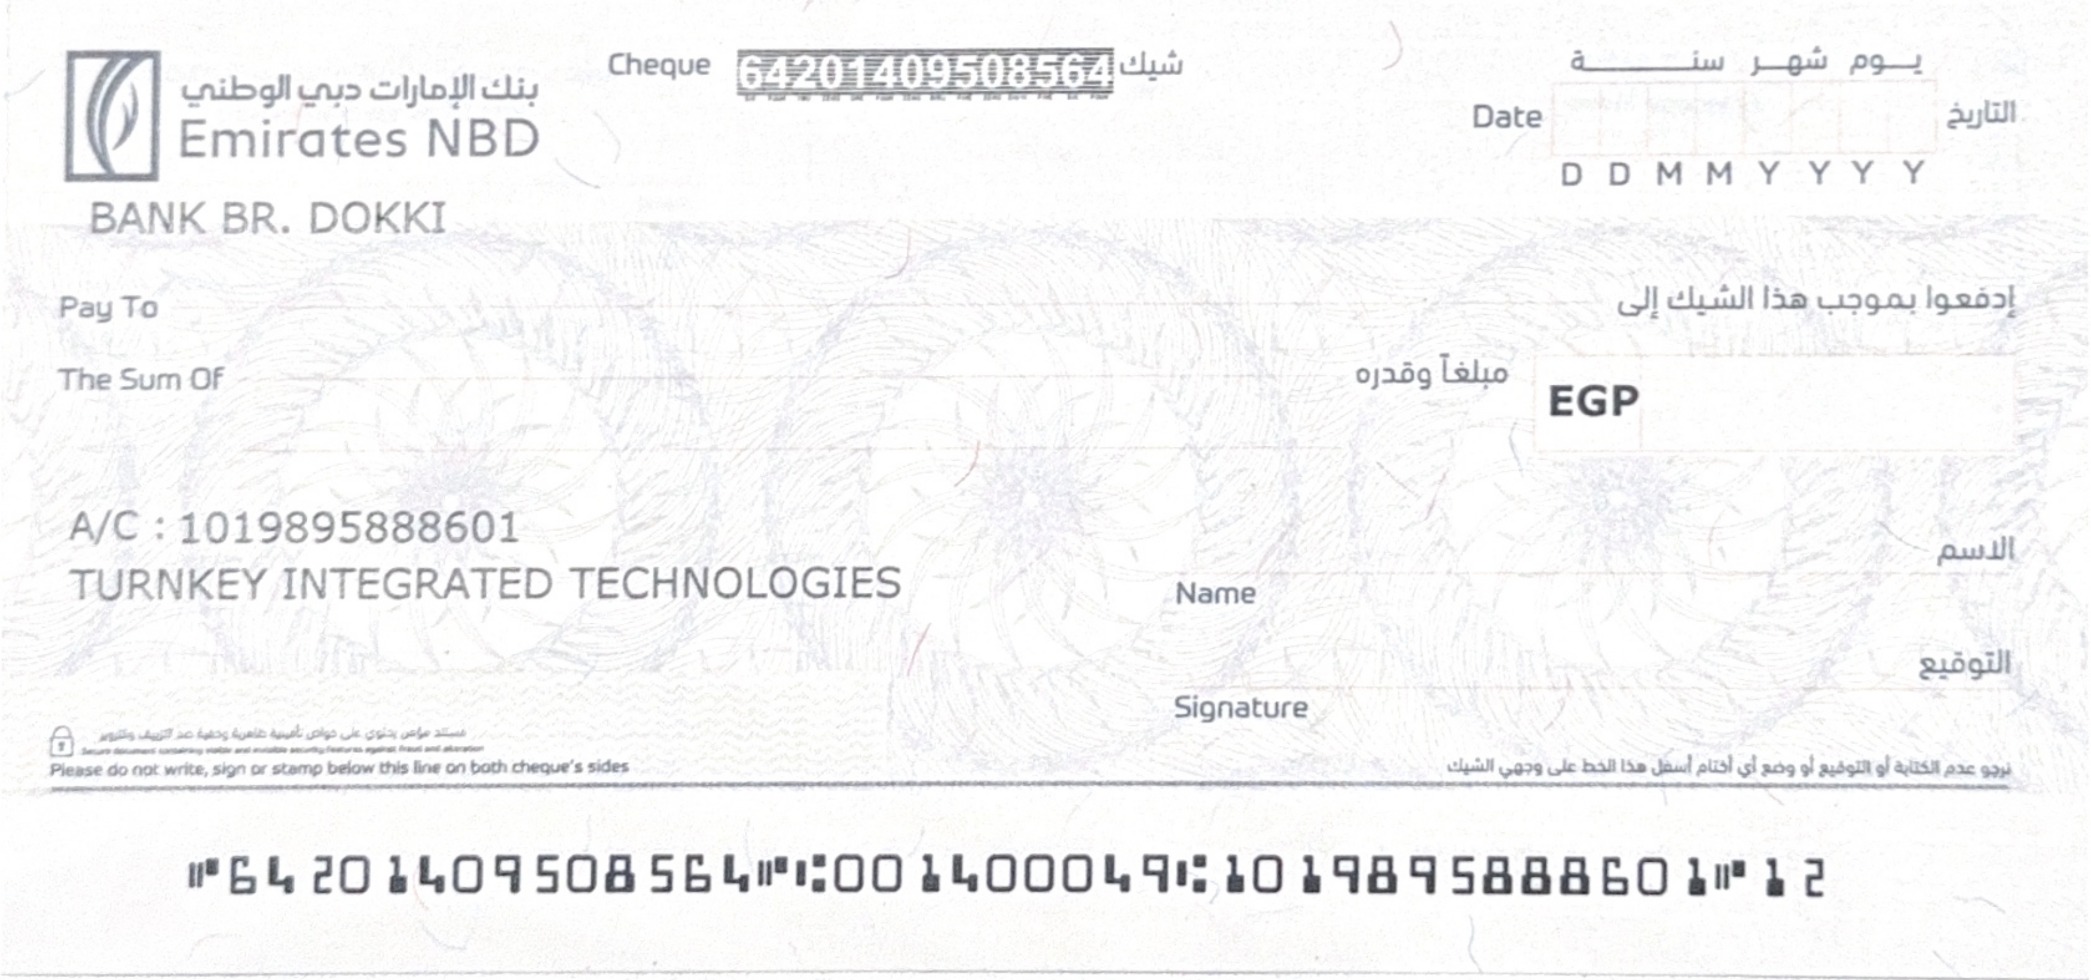 بنك الإمارات دبي الوطني
Emirates NBD
BANK BR. DOKKI
Cheque 64201409508564 شيك
يـوم شهـر سنـــــــة
Date التاريخ
D D M M Y Y Y Y
Pay To إدفعوا بموجب هذا الشيك إلى
The Sum Of مبلغاً وقدره
EGP
A/C : 1019895888601
TURNKEY INTEGRATED TECHNOLOGIES
الاسم
Name
التوقيع
Signature
مستند مؤمن يحتوي على خواص تأمينية ظاهرية وخفية ضد التزييف والتزوير
Secure document containing visible and invisible security features against fraud and alteration
Please do not write, sign or stamp below this line on both cheque's sides
نرجو عدم الكتابة أو التوقيع أو وضع أي أختام أسفل هذا الخط على وجهي الشيك
⑈64201409508564⑈⑆001400049⑆1019895888601⑈12